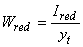 W_red = I_red / y_t